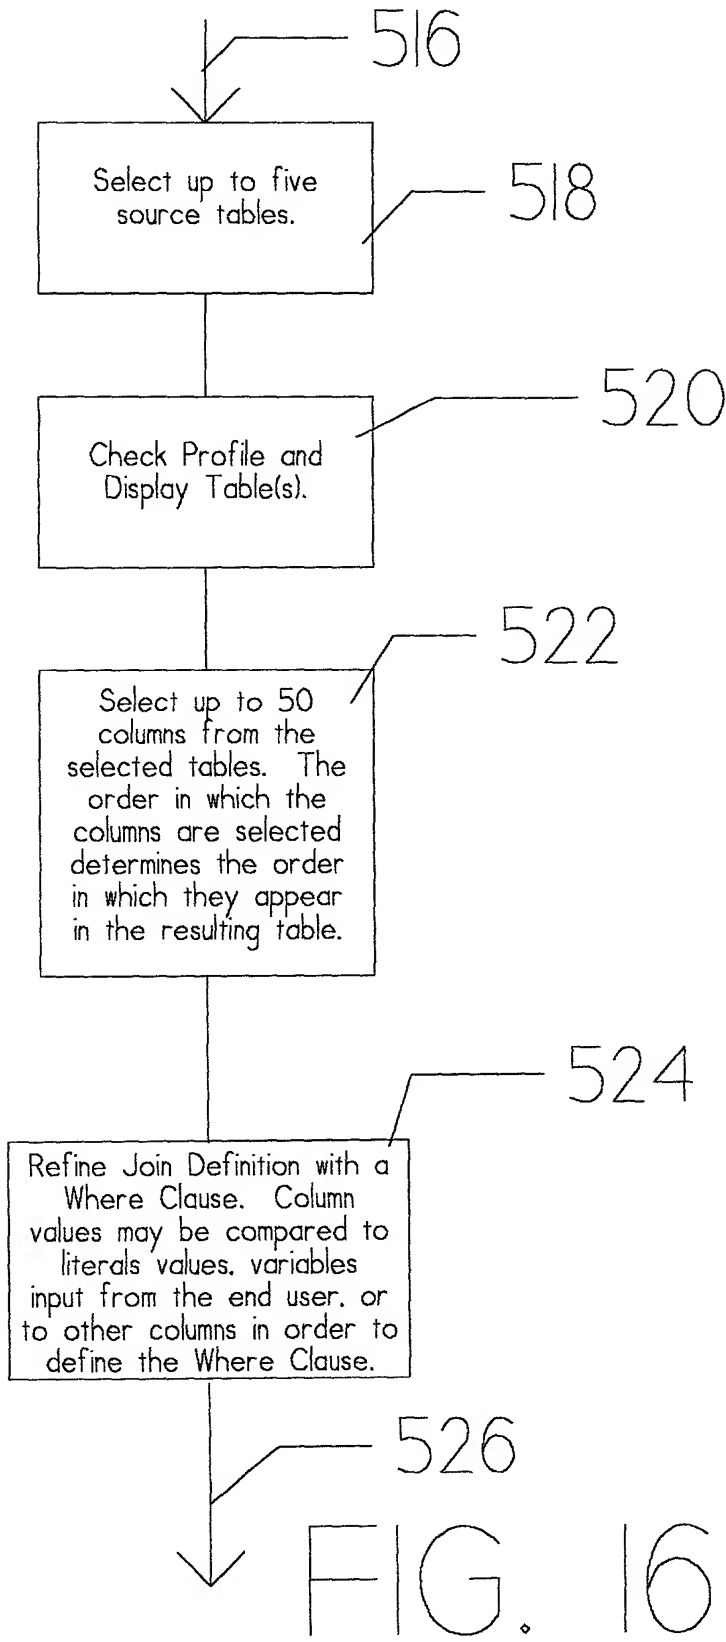 516
Select up to five
source tables.
518
520
Check Profile and
Display Table(s).
522
Select up to 50
columns from the
selected tables. The
order in which the
columns are selected
determines the order
in which they appear
in the resulting table.
524
Refine Join Definition with a
Where Clause. Column
values may be compared to
literals values. variables
input from the end user. or
to other columns in order to
define the Where Clause.
526
FIG. 16